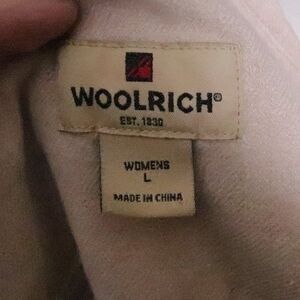 WOOLRICH®
EST. 1830
WOMENS
L
MADE IN CHINA